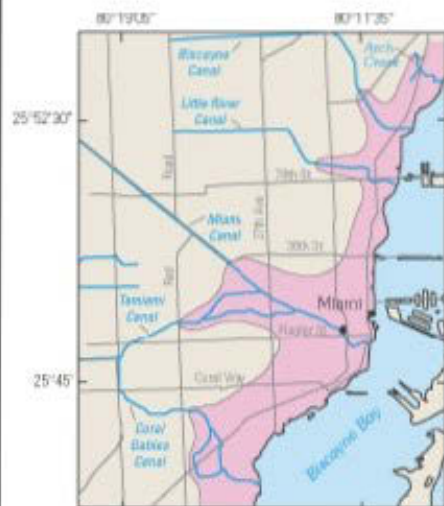 80°19'05"
80°11'35"
Biscayne
Canal
Arch
Creek
Little River
Canal
25°52'30"
79th St
Road
27th Ave
Miami
Canal
36th St
Red
Tamiami
Canal
Miami
Flagler St
25°45'
Coral Way
Coral
Gables
Canal
Biscayne Bay